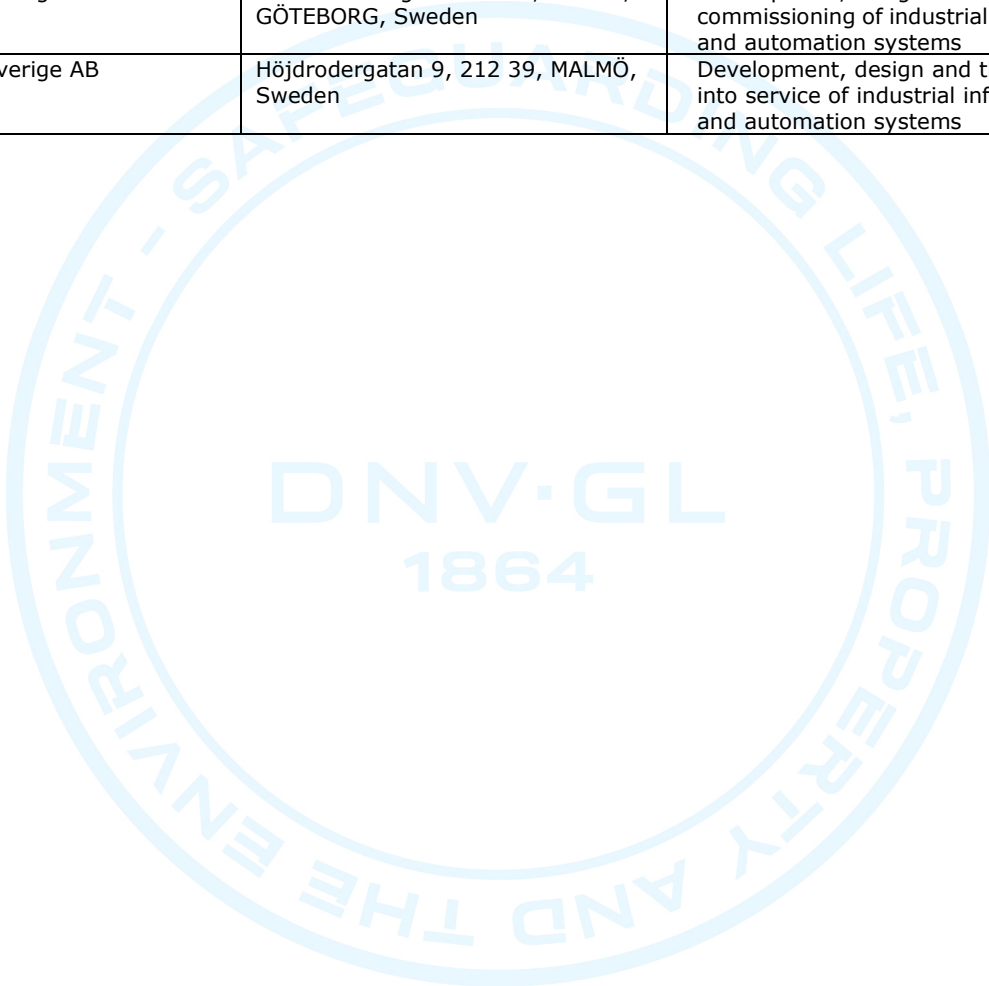 GÖTEBORG, Sweden
commissioning of industrial
and automation systems
verige AB
Höjdrodergatan 9, 212 39, MALMÖ,
Sweden
Development, design and t
into service of industrial inf
and automation systems
SAFEGUARDING LIFE, PROPERTY AND THE ENVIRONMENT -
DNV·GL
1864